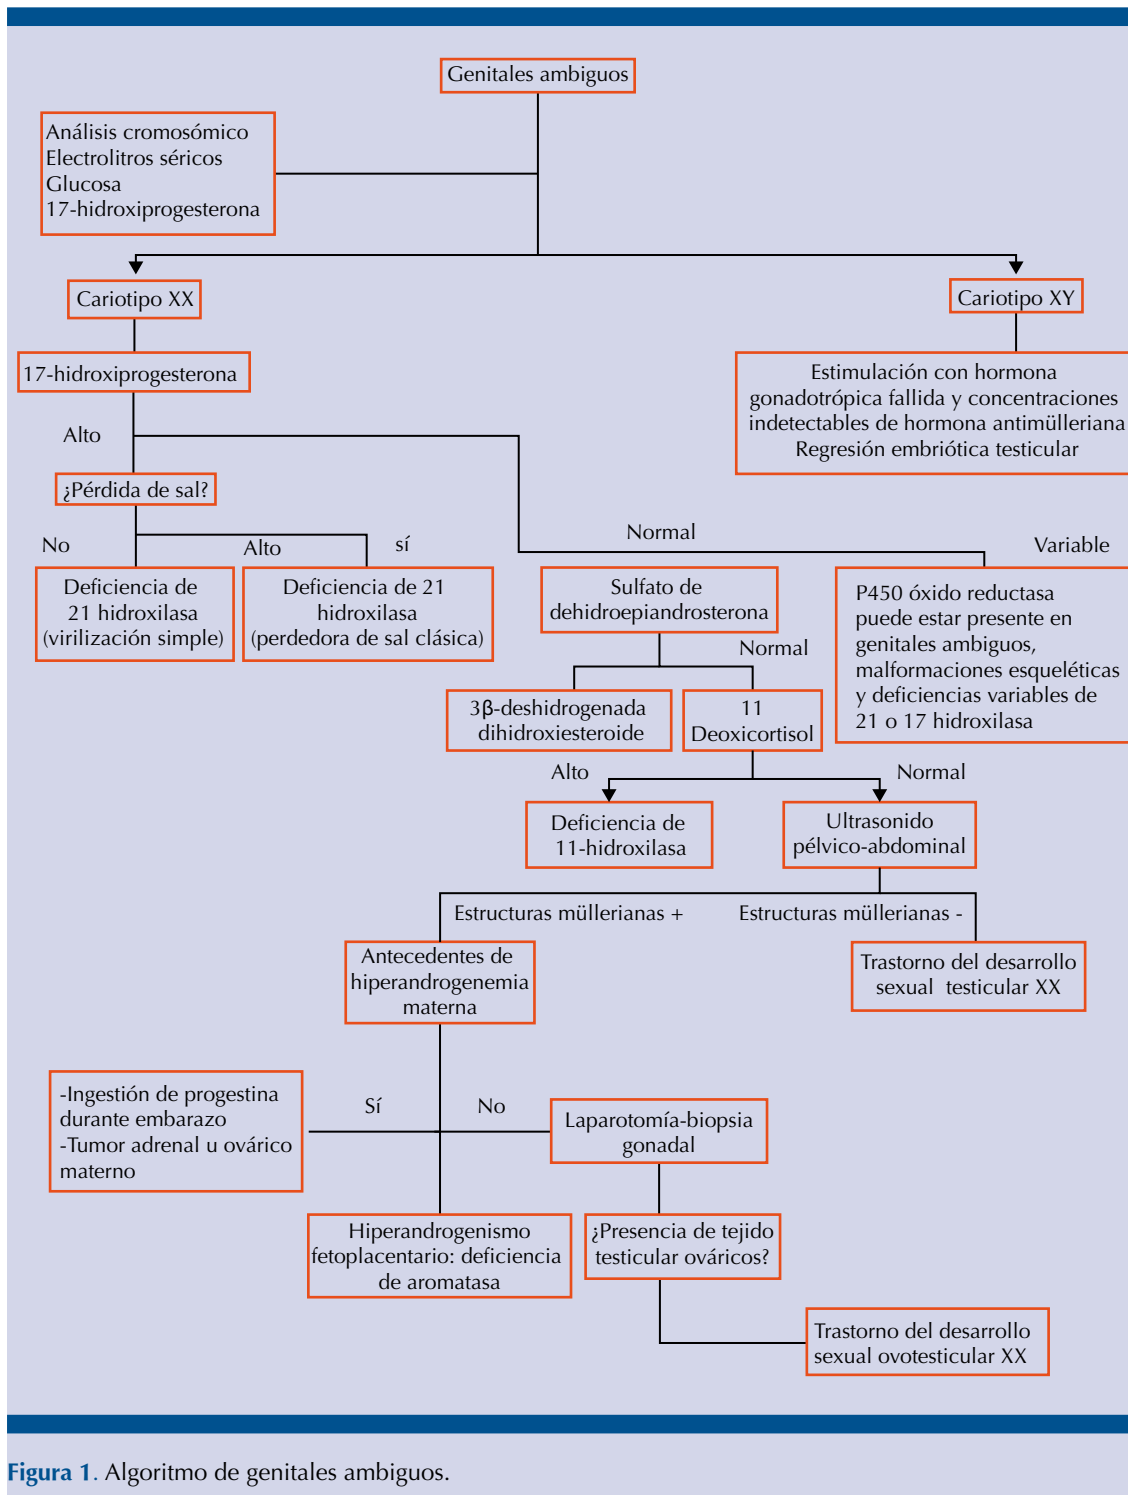 Genitales ambiguos
Análisis cromosómico
Electrolitros séricos
Glucosa
17-hidroxiprogesterona
Cariotipo XX
Cariotipo XY
17-hidroxiprogesterona
Estimulación con hormona
gonadotrópica fallida y concentraciones
indetectables de hormona antimülleriana
Regresión embriótica testicular
Alto
¿Pérdida de sal?
No
Alto
sí
Normal
Variable
Deficiencia de
21 hidroxilasa
(virilización simple)
Deficiencia de 21
hidroxilasa
(perdedora de sal clásica)
Sulfato de
dehidroepiandrosterona
P450 óxido reductasa
puede estar presente en
genitales ambiguos,
malformaciones esqueléticas
y deficiencias variables de
21 o 17 hidroxilasa
Normal
3β-deshidrogenada
dihidroxiesteroide
11
Deoxicortisol
Alto
Normal
Deficiencia de
11-hidroxilasa
Ultrasonido
pélvico-abdominal
Estructuras müllerianas +
Estructuras müllerianas -
Antecedentes de
hiperandrogenemia
materna
Trastorno del desarrollo
sexual testicular XX
-Ingestión de progestina
durante embarazo
-Tumor adrenal u ovárico
materno
Sí
No
Laparotomía-biopsia
gonadal
Hiperandrogenismo
fetoplacentario: deficiencia
de aromatasa
¿Presencia de tejido
testicular ováricos?
Trastorno del desarrollo
sexual ovotesticular XX
Figura 1. Algoritmo de genitales ambiguos.